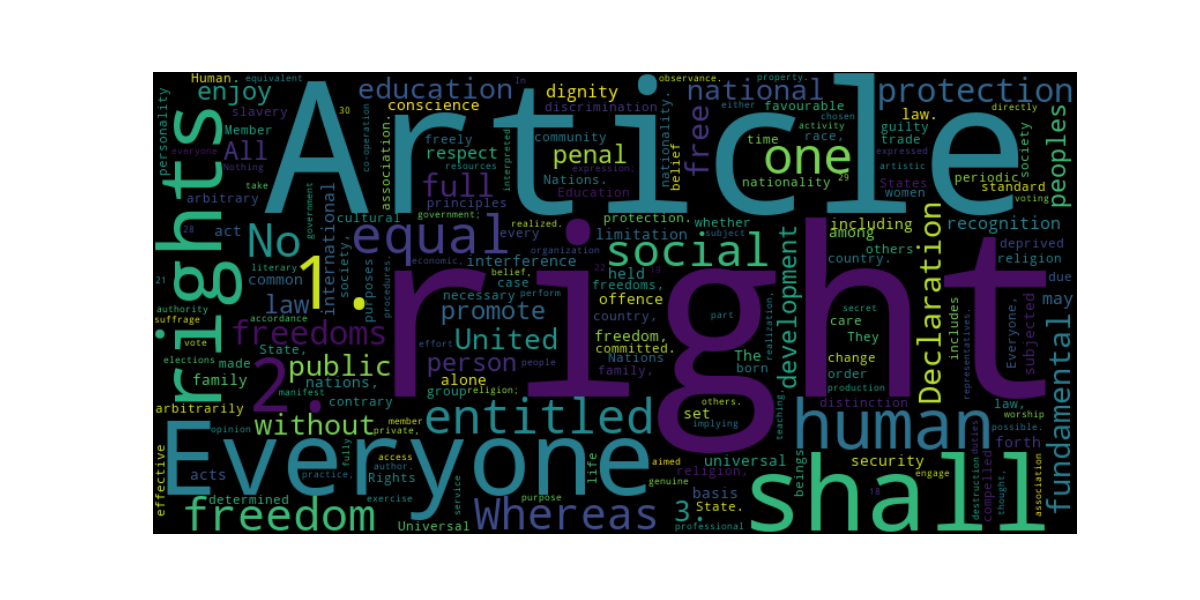 Human. equivalent
enjoy
education
conscience
dignity
In
discrimination
observance.
national
property.
either
favourable
chosen
activity
protection
directly
law.
personality
slavery
Member
everyone
Nothing
All
take
arbitrary
30
co-operation
association.
Article
freely
respect
resources
full
principles
interpreted
community
penal
expression;
Nations.
Education
nationality.
belief
free
time
race,
one
nationality 29
guilty
trade
expressed
artistic
States
women
society
periodic
standard
voting
peoples
rights
28
act
No
government
international
cultural
society,
government;
equal
realized.
every
organization
economic,
interference
protection.
limitation
whether
subject
social
including
among
others
country.
recognition
deprived
religion
Declaration
21
literary
common
1.
law
accordance
purposes
procedures.
belief,
case
necessary
perform
promote
held
22
19
freedoms,
offence
country,
part
right
development
realization.
secret
care
They
change
order
production
includes
representatives.
Everyone,
subjected
due
may
fundamental
authority
suffrage
vote
freedoms
State,
elections
made
family
2.
public
nations,
manifest
contrary
effort
United
person
people
alone
group
religion;
freedom,
committed.
Nations
family,
The
born
others.
set
implying
teaching,
distinction
human
law,
worship
possible.
forth
duties
arbitrarily
opinion
without
member
private,
entitled
Everyone
effective
acts
practice,
fully
access
author.
Rights
exercise
determined
freedom
Universal
service
purpose
Whereas
life
aimed
genuine
religion,
universal
basis
3.
State.
professional
beings
security
engage
18
shall
destruction
compelled
thought,
association